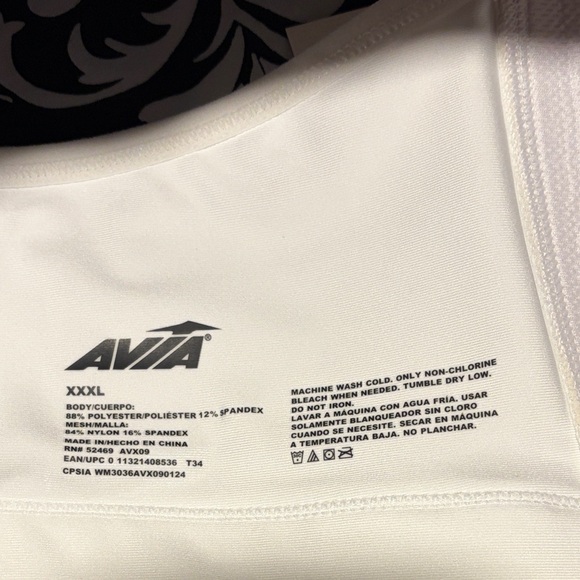 AVIA®
XXXL
BODY/CUERPO:
88% POLYESTER/POLIÉSTER 12% SPANDEX
MESH/MALLA:
84% NYLON 16% SPANDEX
MADE IN/HECHO EN CHINA
RN# 52469 AVX09
EAN/UPC 0 11321408536 T34
CPSIA WM3036AVX090124
MACHINE WASH COLD. ONLY NON-CHLORINE
BLEACH WHEN NEEDED. TUMBLE DRY LOW.
DO NOT IRON.
LAVAR A MÁQUINA CON AGUA FRÍA. USAR
SOLAMENTE BLANQUEADOR SIN CLORO
CUANDO SE NECESITE. SECAR EN MÁQUINA
A TEMPERATURA BAJA. NO PLANCHAR.